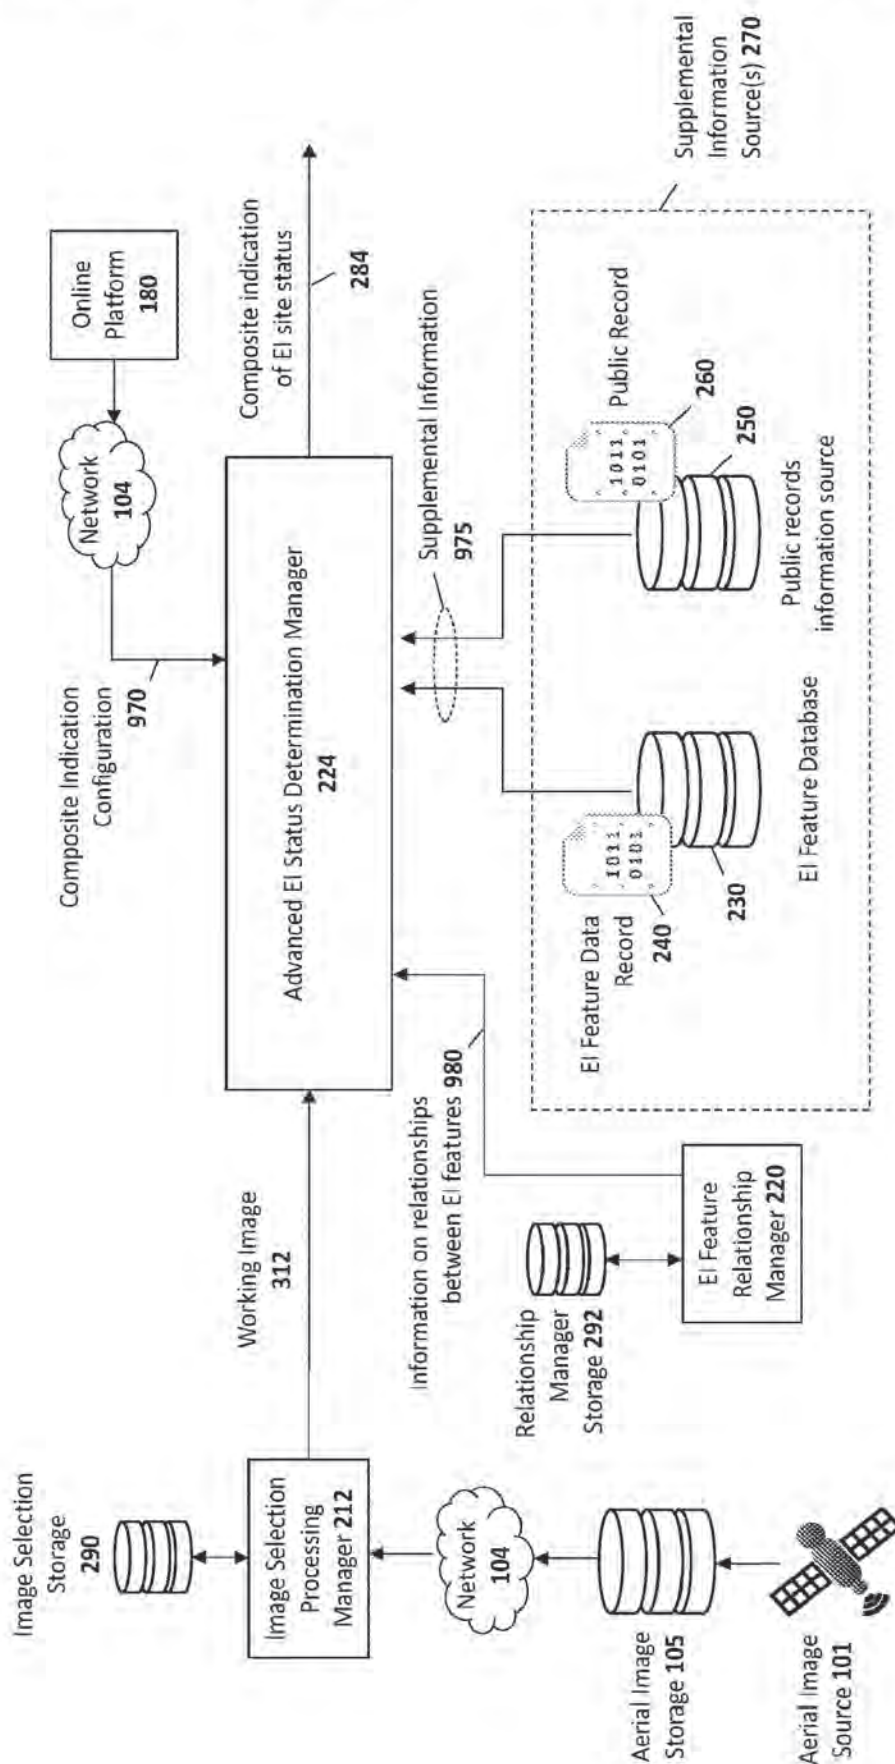 Image Selection
Storage
290
Image Selection
Processing
Manager 212
Network
104
Aerial Image
Storage 105
Aerial Image
Source 101
Working Image
312
Information on relationships
between EI features 980
Relationship
Manager
Storage 292
EI Feature
Relationship
Manager 220
Composite Indication
Configuration
970
Network
104
Online
Platform
180
Advanced EI Status Determination Manager
224
Composite indication
of EI site status
284
Supplemental Information
975
EI Feature Data
Record
240
1011
0101
230
EI Feature Database
Public Record
260
1011
0101
250
Public records
information source
Supplemental
Information
Source(s) 270